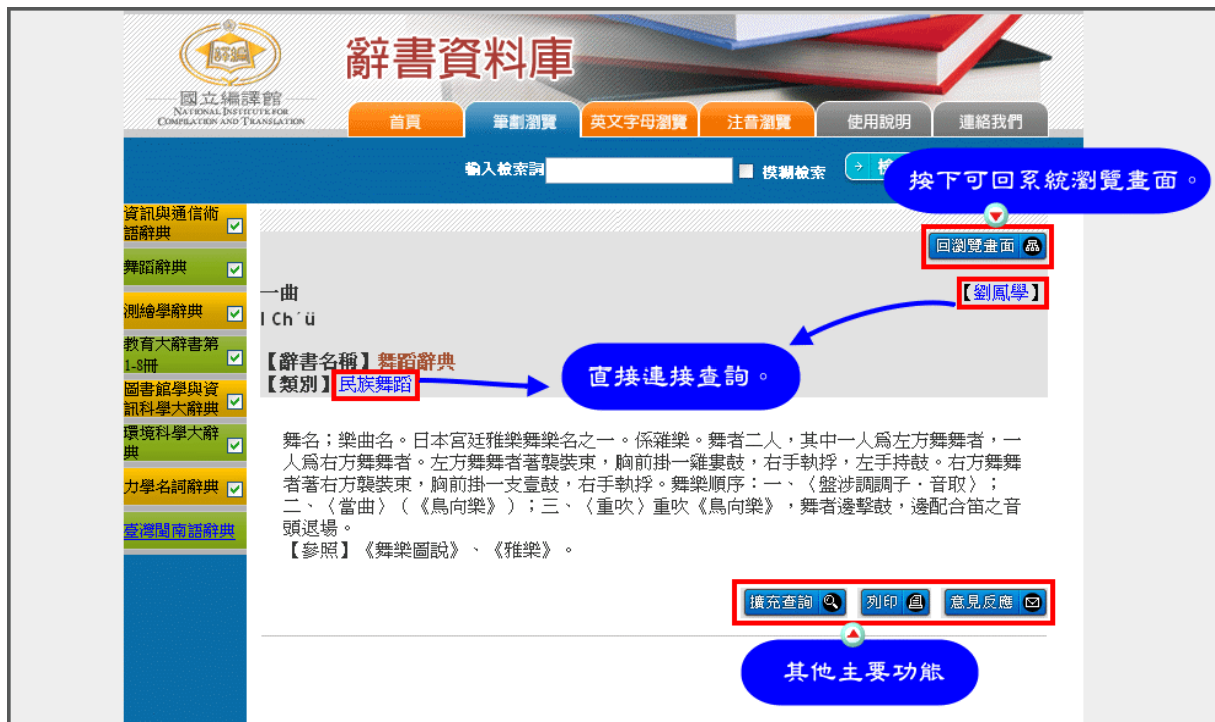 辭書資料庫
國立編譯館
NATIONAL INSTITUTE FOR
COMPILATION AND TRANSLATION
首頁
筆劃瀏覽
英文字母瀏覽
注音瀏覽
使用說明
連絡我們
輸入檢索詞
模糊檢索
按下可回系統瀏覽畫面。
資訊與通信術
語辭典
舞蹈辭典
測繪學辭典
教育大辭書第
1-8冊
圖書館學與資
訊科學大辭典
環境科學大辭
典
力學名詞辭典
臺灣閩南語辭典
回瀏覽畫面
一曲
【劉鳳學】
I Ch´ü
【辭書名稱】舞蹈辭典
【類別】民族舞蹈
直接連接查詢。
舞名；樂曲名。日本宮廷雅樂舞樂名之一。係雜樂。舞者二人，其中一人爲左方舞舞者，一
人爲右方舞舞者。左方舞舞者著襲裝束，胸前掛一雞婁鼓，右手執桴，左手持鼓。右方舞舞
者著右方襲裝束，胸前掛一支壹鼓，右手執桴。舞樂順序：一、〈盤涉調調子．音取〉；
二、〈當曲〉（《鳥向樂》）；三、〈重吹〉重吹《鳥向樂》，舞者邊擊鼓，邊配合笛之音
頭退場。
【參照】《舞樂圖說》、《雅樂》。
擴充查詢
列印
意見反應
其他主要功能